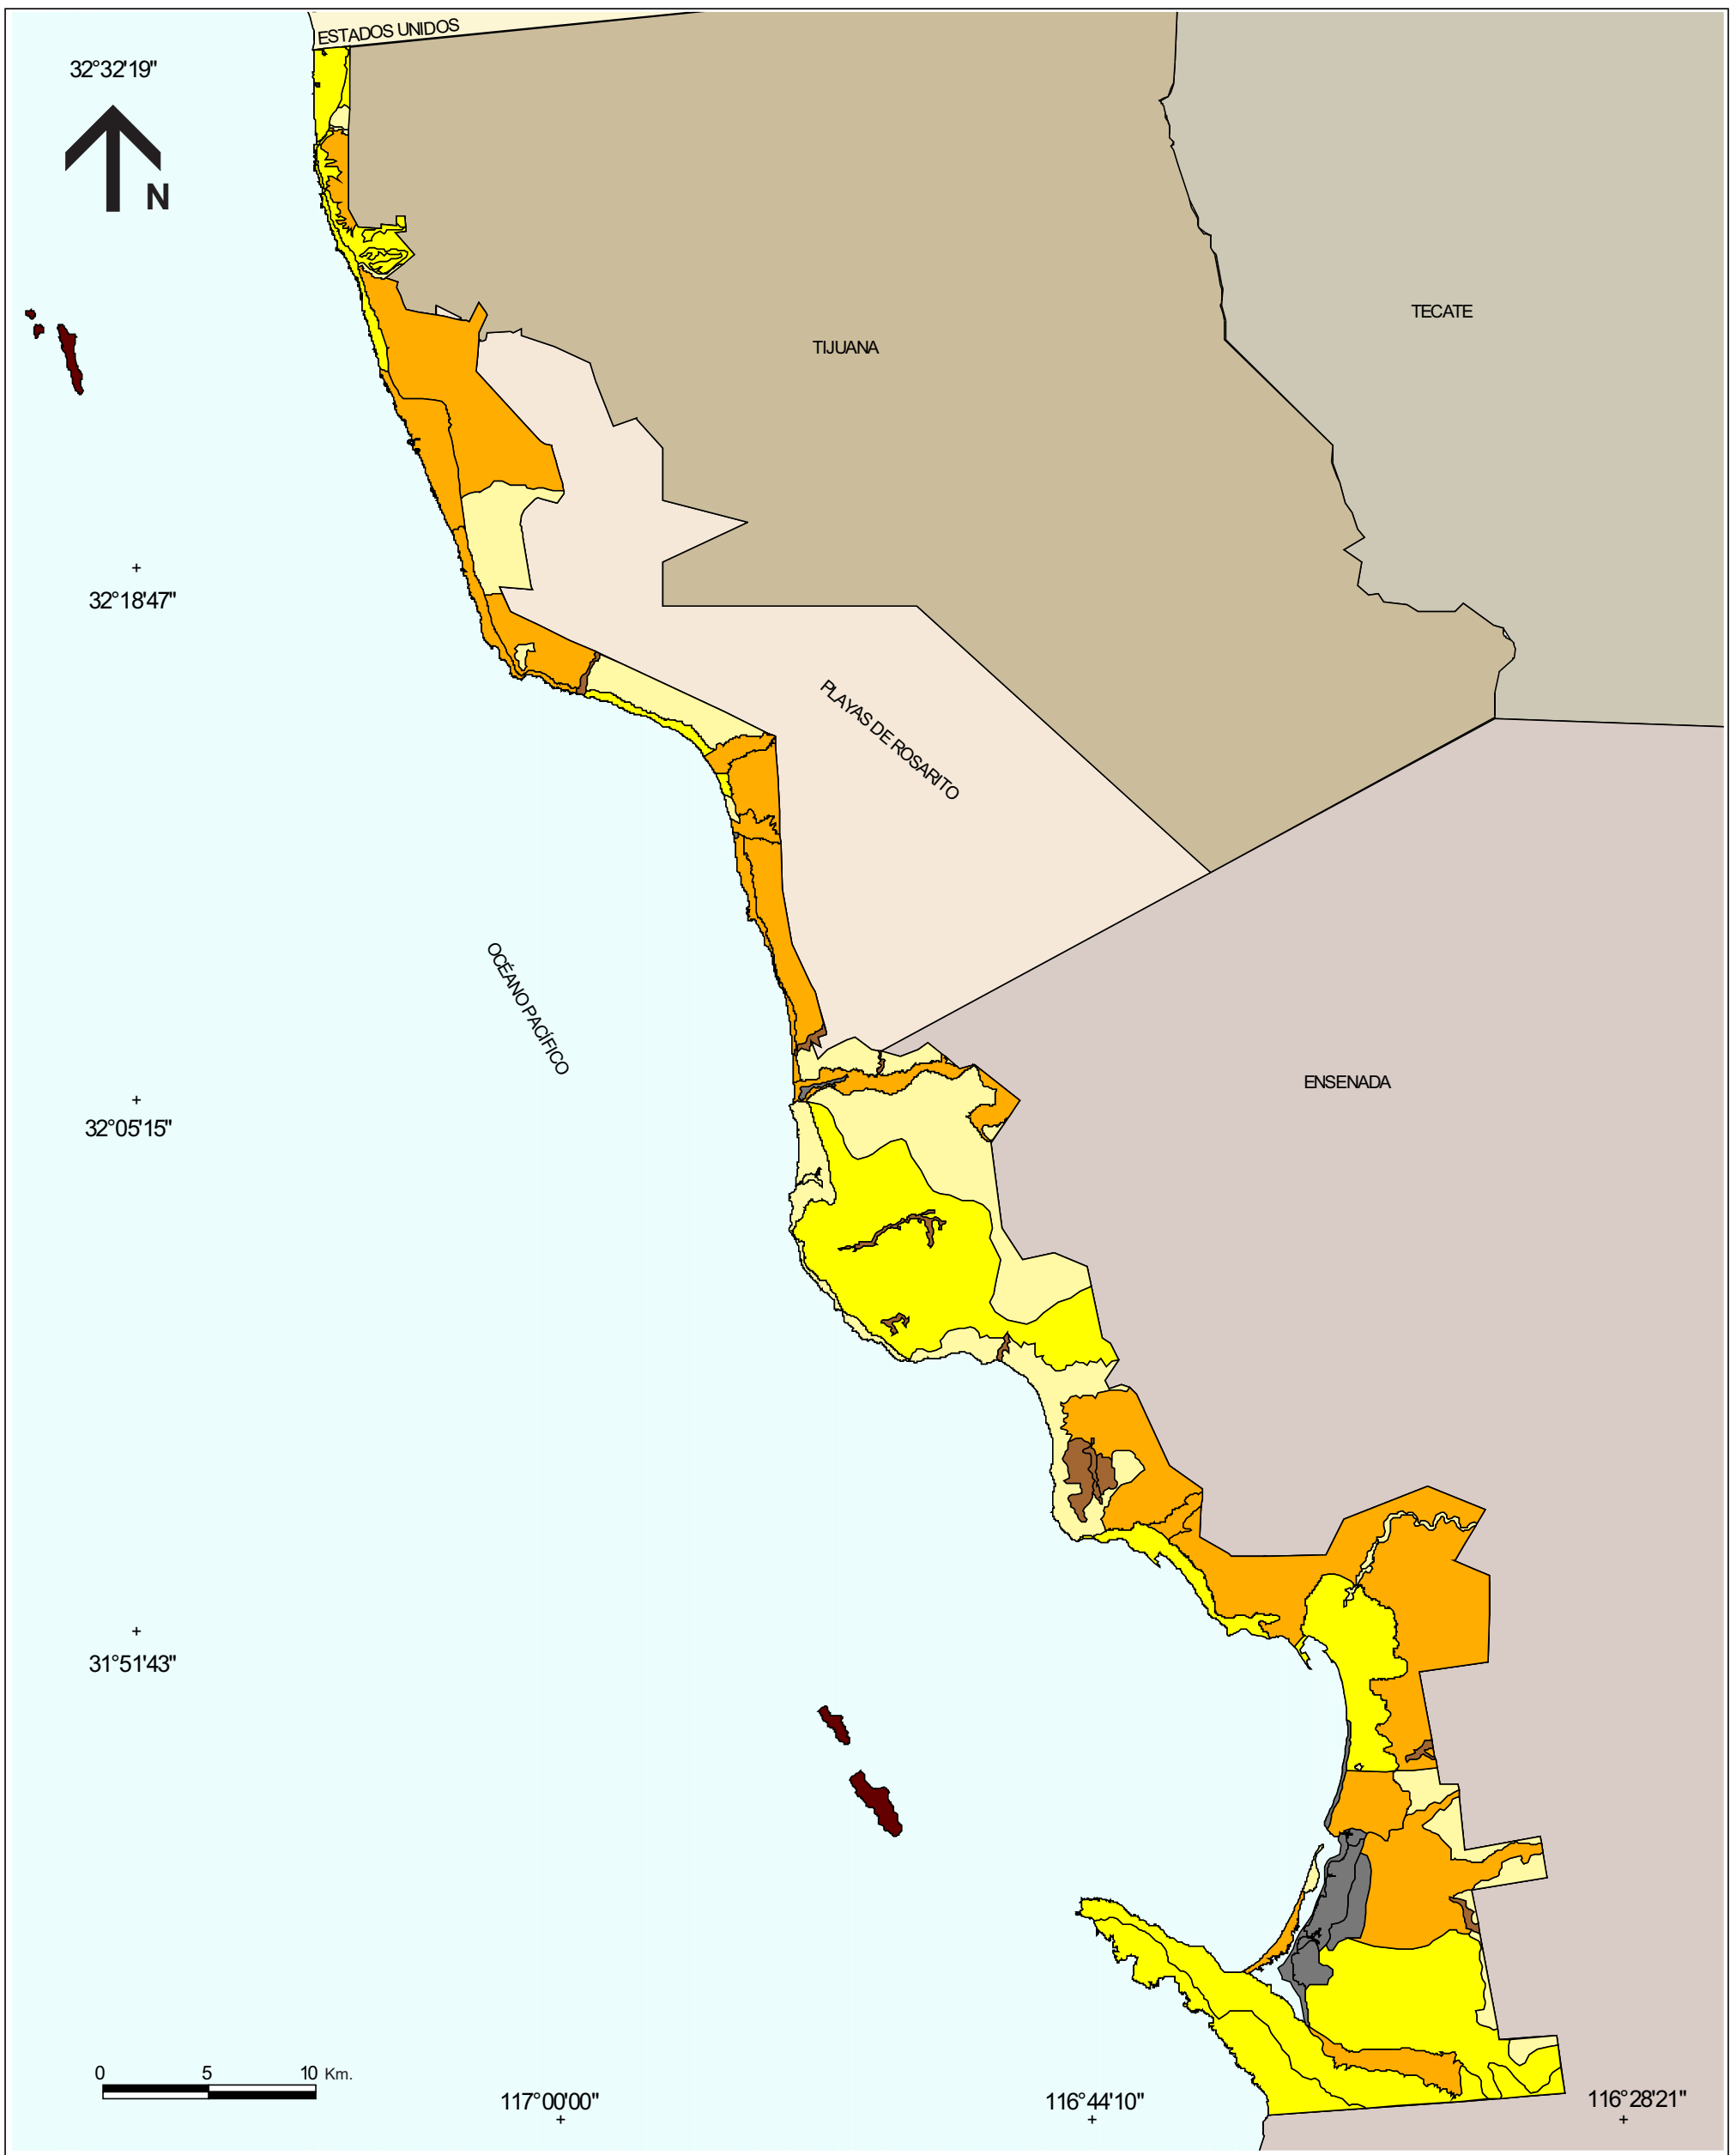 ESTADOS UNIDOS
32°32'19"
N
TECATE
TIJUANA
32°18'47"
PLAYAS DE ROSARITO
OCÉANO PACÍFICO
ENSENADA
32°05'15"
31°51'43"
0 5 10 Km.
117°00'00" 116°44'10" 116°28'21"